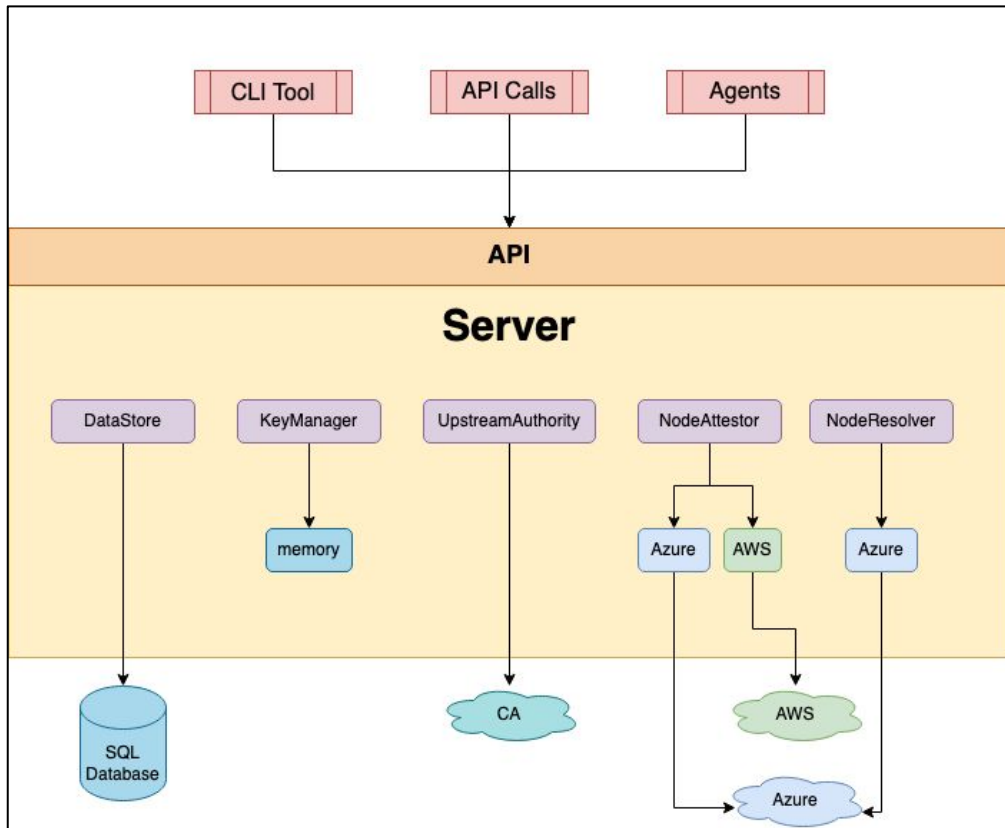 CLI Tool
API Calls
Agents
API
Server
DataStore
KeyManager
UpstreamAuthority
NodeAttestor
NodeResolver
memory
Azure
AWS
Azure
SQL
Database
CA
AWS
Azure